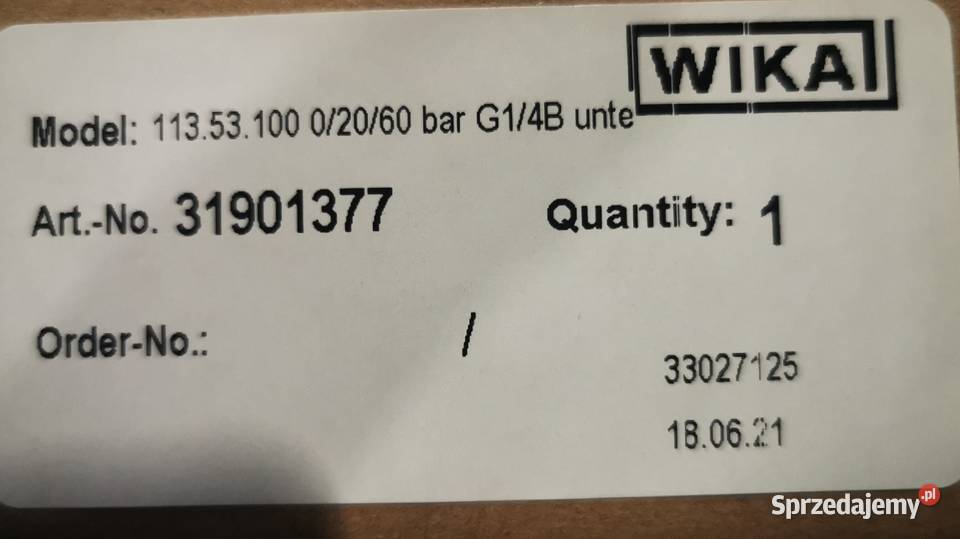 WIKA
Model: 113.53.100 0/20/60 bar G1/4B unte
Art.-No. 31901377 Quantity: 1
Order-No.: /
33027125
18.06.21
Sprzedajemy.pl